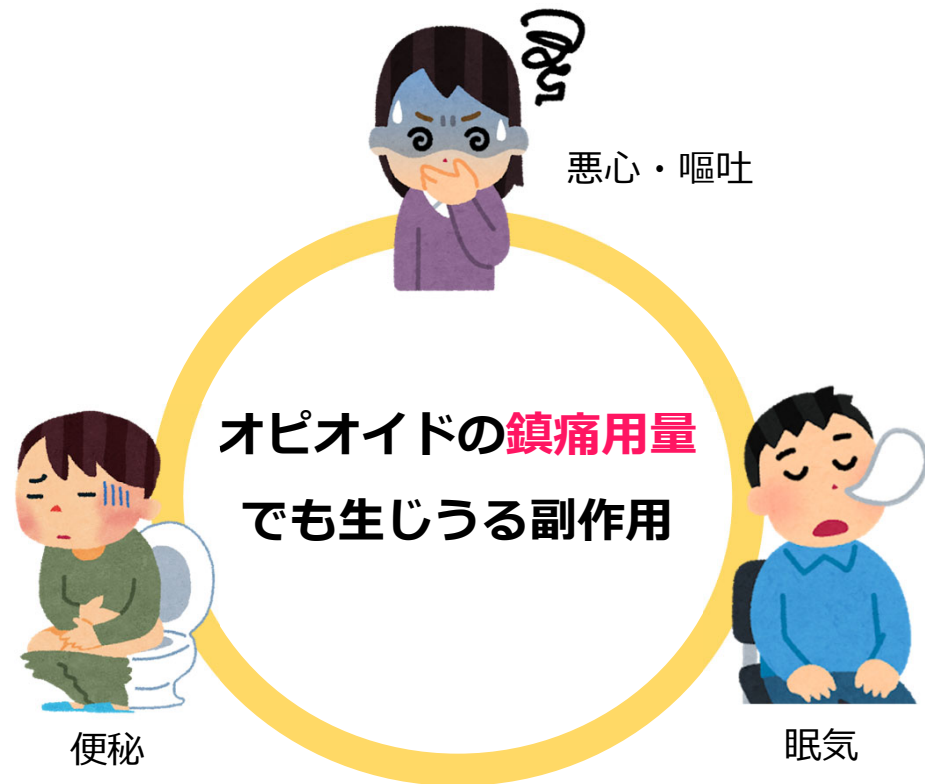 悪心・嘔吐
オピオイドの鎮痛用量
でも生じうる副作用
便秘
眠気